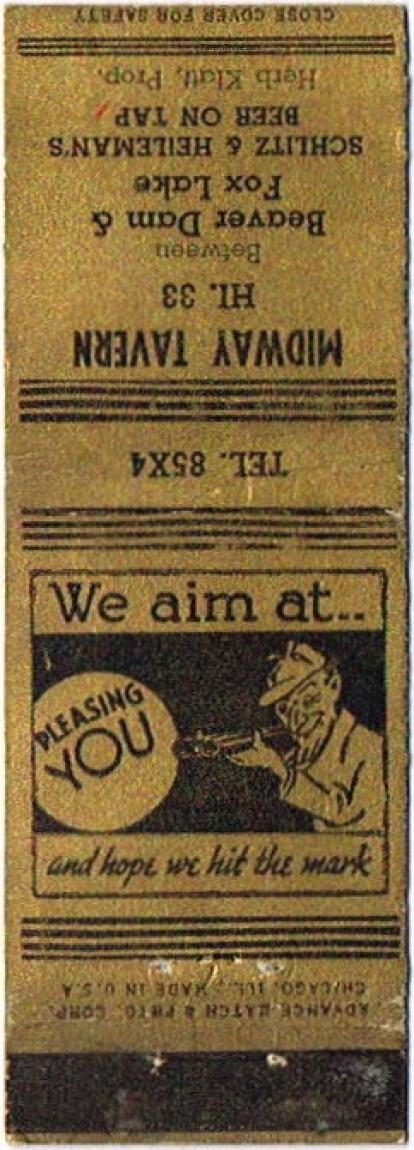 CLOSE COVER FOR SAFETY
Herb Klatt, Prop.
BEER ON TAP
SCHLITZ & HEILEMAN'S
Fox Lake
Beaver Dam &
Between
HI. 33
MIDWAY TAVERN
TEL. 85X4
We aim at..
PLEASING
YOU
and hope we hit the mark
CHICAGO, ILL., MADE IN U.S.A
ADVANCE MATCH & PRTG. CORP.